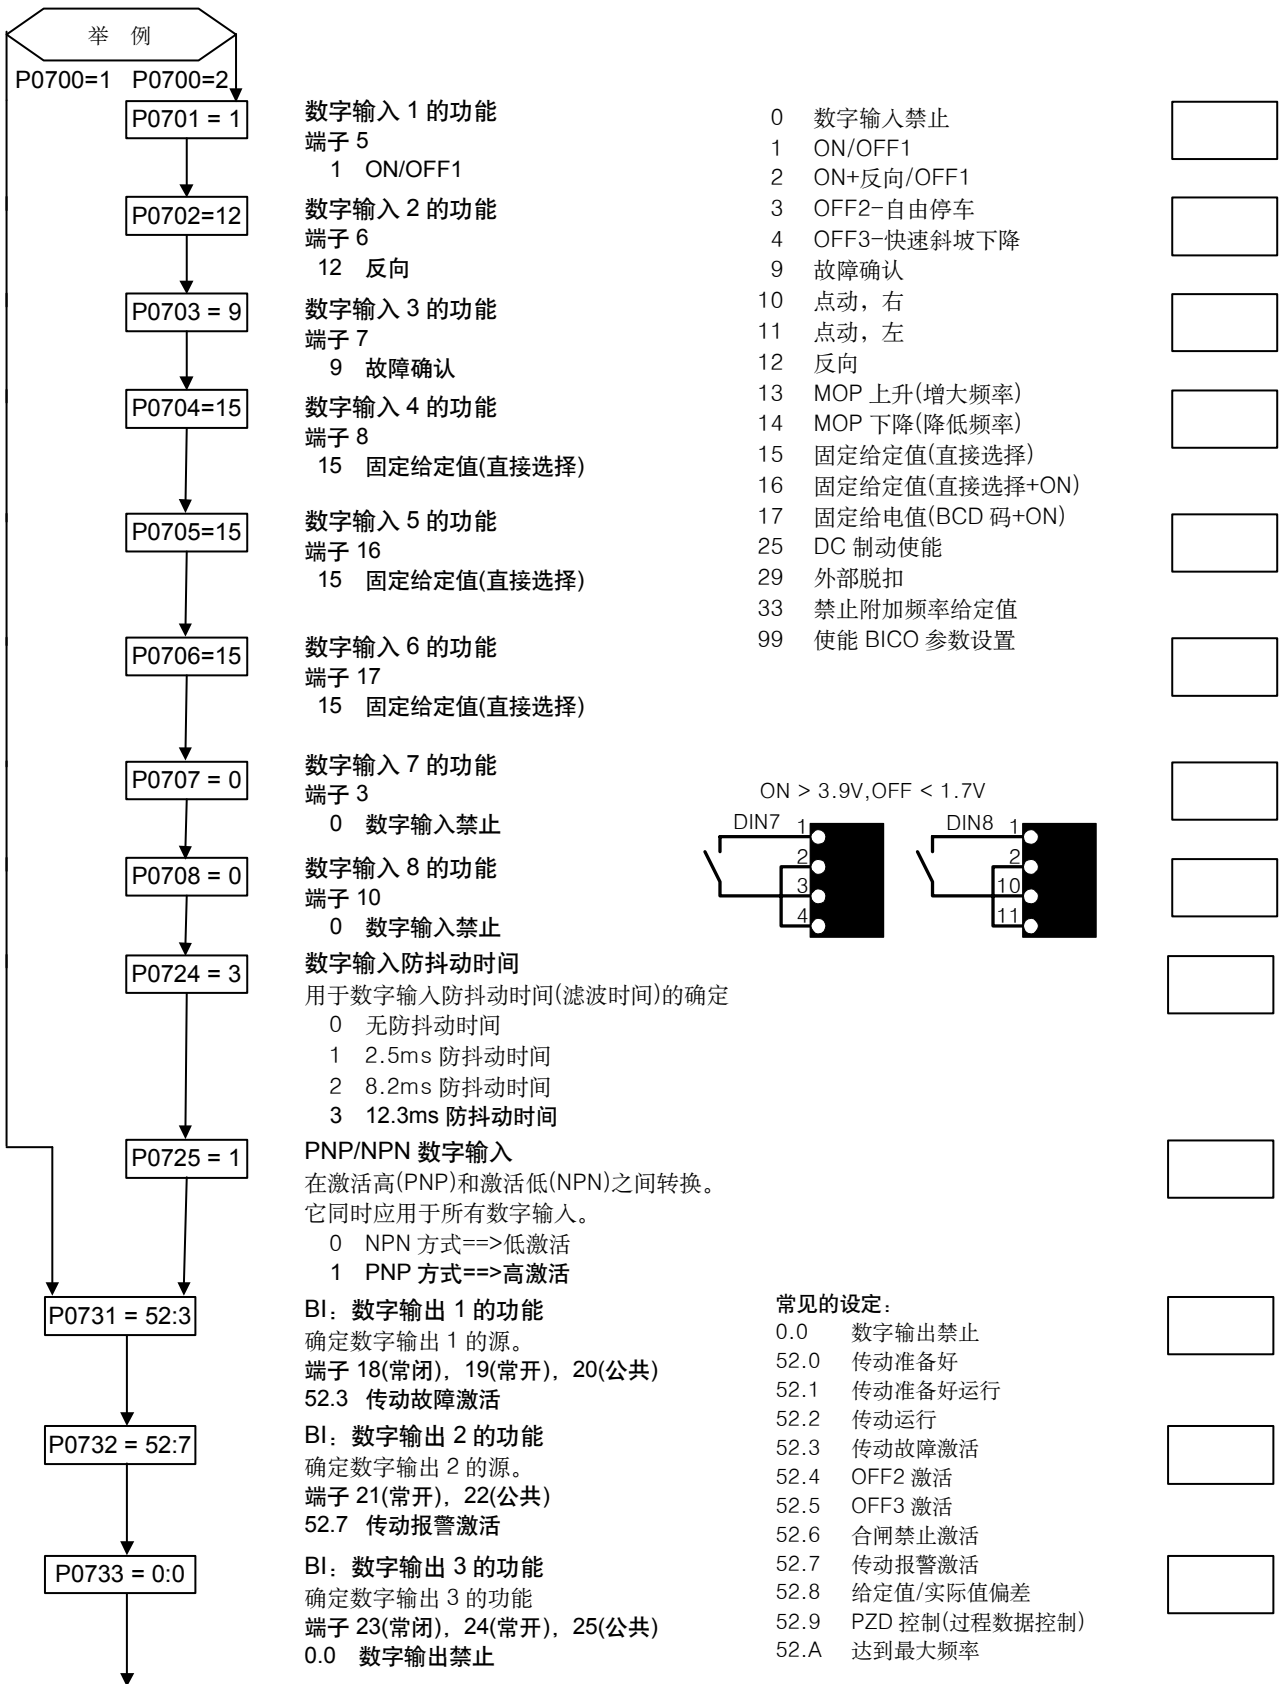 举 例
P0700=1 P0700=2
P0701 = 1
数字输入 1 的功能
端子 5
1 ON/OFF1
P0702=12
数字输入 2 的功能
端子 6
12 反向
P0703 = 9
数字输入 3 的功能
端子 7
9 故障确认
P0704=15
数字输入 4 的功能
端子 8
15 固定给定值(直接选择)
P0705=15
数字输入 5 的功能
端子 16
15 固定给定值(直接选择)
P0706=15
数字输入 6 的功能
端子 17
15 固定给定值(直接选择)
0 数字输入禁止
1 ON/OFF1
2 ON+反向/OFF1
3 OFF2-自由停车
4 OFF3-快速斜坡下降
9 故障确认
10 点动，右
11 点动，左
12 反向
13 MOP 上升(增大频率)
14 MOP 下降(降低频率)
15 固定给定值(直接选择)
16 固定给定值(直接选择+ON)
17 固定给电值(BCD 码+ON)
25 DC 制动使能
29 外部脱扣
33 禁止附加频率给定值
99 使能 BICO 参数设置
P0707 = 0
数字输入 7 的功能
端子 3
0 数字输入禁止
P0708 = 0
数字输入 8 的功能
端子 10
0 数字输入禁止
ON > 3.9V,OFF < 1.7V
DIN7 1
2
3
4
DIN8 1
2
10
11
P0724 = 3
数字输入防抖动时间
用于数字输入防抖动时间(滤波时间)的确定
0 无防抖动时间
1 2.5ms 防抖动时间
2 8.2ms 防抖动时间
3 12.3ms 防抖动时间
P0725 = 1
PNP/NPN 数字输入
在激活高(PNP)和激活低(NPN)之间转换。
它同时应用于所有数字输入。
0 NPN 方式==>低激活
1 PNP 方式==>高激活
P0731 = 52:3
BI：数字输出 1 的功能
确定数字输出 1 的源。
端子 18(常闭)，19(常开)，20(公共)
52.3 传动故障激活
P0732 = 52:7
BI：数字输出 2 的功能
确定数字输出 2 的源。
端子 21(常开)，22(公共)
52.7 传动报警激活
P0733 = 0:0
BI：数字输出 3 的功能
确定数字输出 3 的功能
端子 23(常闭)，24(常开)，25(公共)
0.0 数字输出禁止
常见的设定：
0.0 数字输出禁止
52.0 传动准备好
52.1 传动准备好运行
52.2 传动运行
52.3 传动故障激活
52.4 OFF2 激活
52.5 OFF3 激活
52.6 合闸禁止激活
52.7 传动报警激活
52.8 给定值/实际值偏差
52.9 PZD 控制(过程数据控制)
52.A 达到最大频率